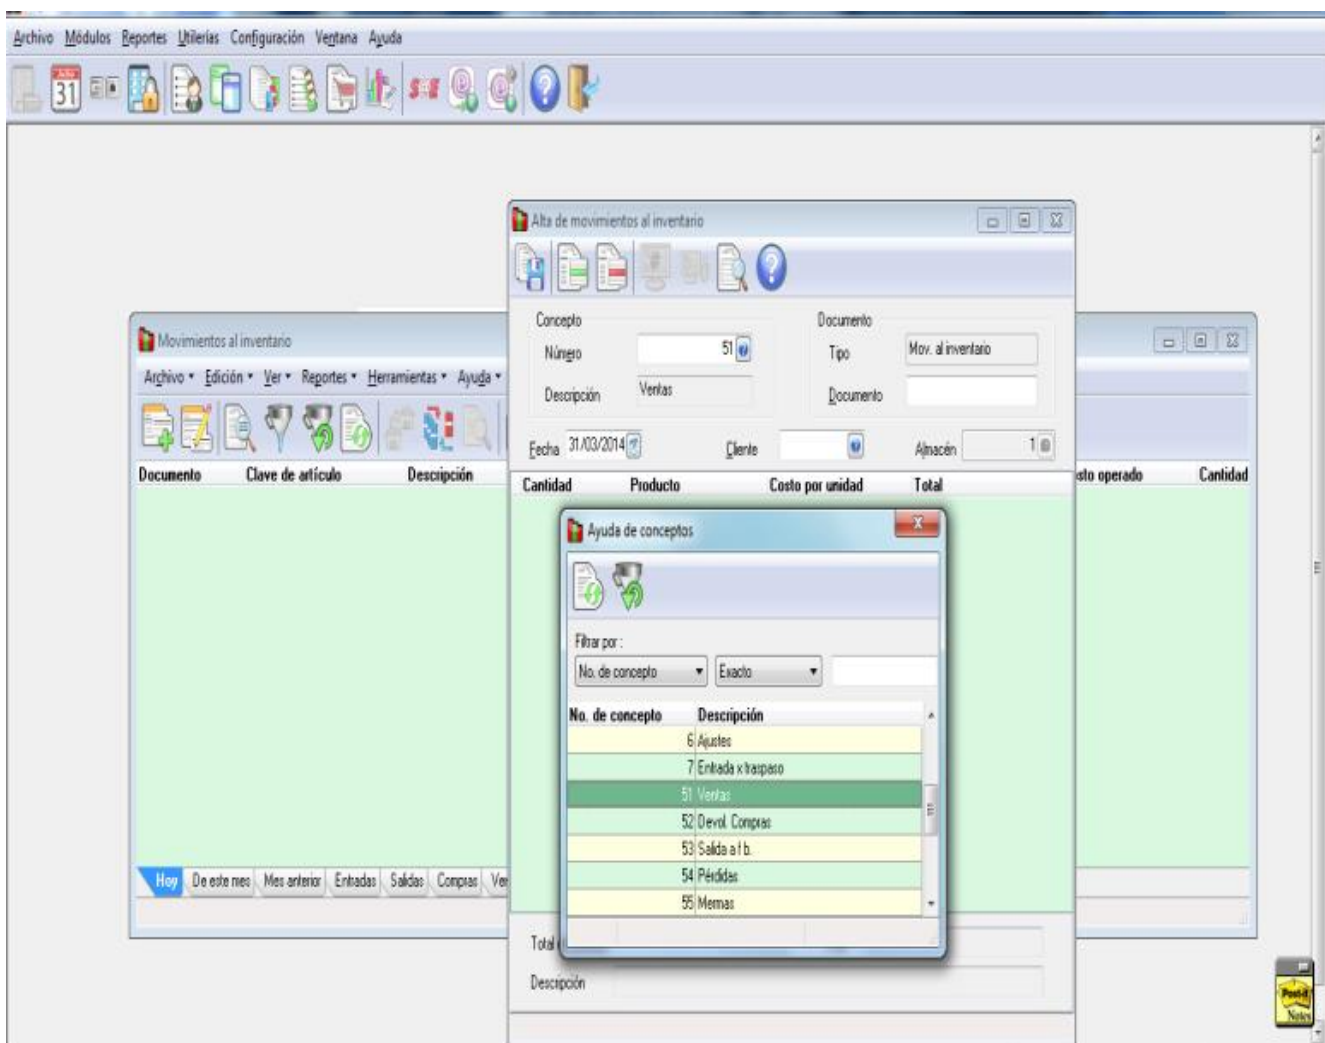 Archivo Módulos Reportes Utilerías Configuración Ventana Ayuda
31
Alta de movimientos al inventario
Concepto
Número 51
Descripción Ventas
Documento
Tipo Mov. al inventario
Documento
Fecha 31/03/2014 Cliente Almacén 1
Cantidad Producto Costo por unidad Total
Movimientos al inventario
Archivo Edición Ver Reportes Herramientas Ayuda
Documento Clave de artículo Descripción sto operado Cantidad
Ayuda de conceptos
Filtrar por :
No. de concepto Exacto
No. de concepto Descripción
6 Ajustes
7 Entrada x traspaso
51 Ventas
52 Devol. Compras
53 Salida a f b.
54 Pérdidas
55 Mermas
Hoy De este mes Mes anterior Entradas Salidas Compras Ve
Total
Descripción
Post-it
Notes